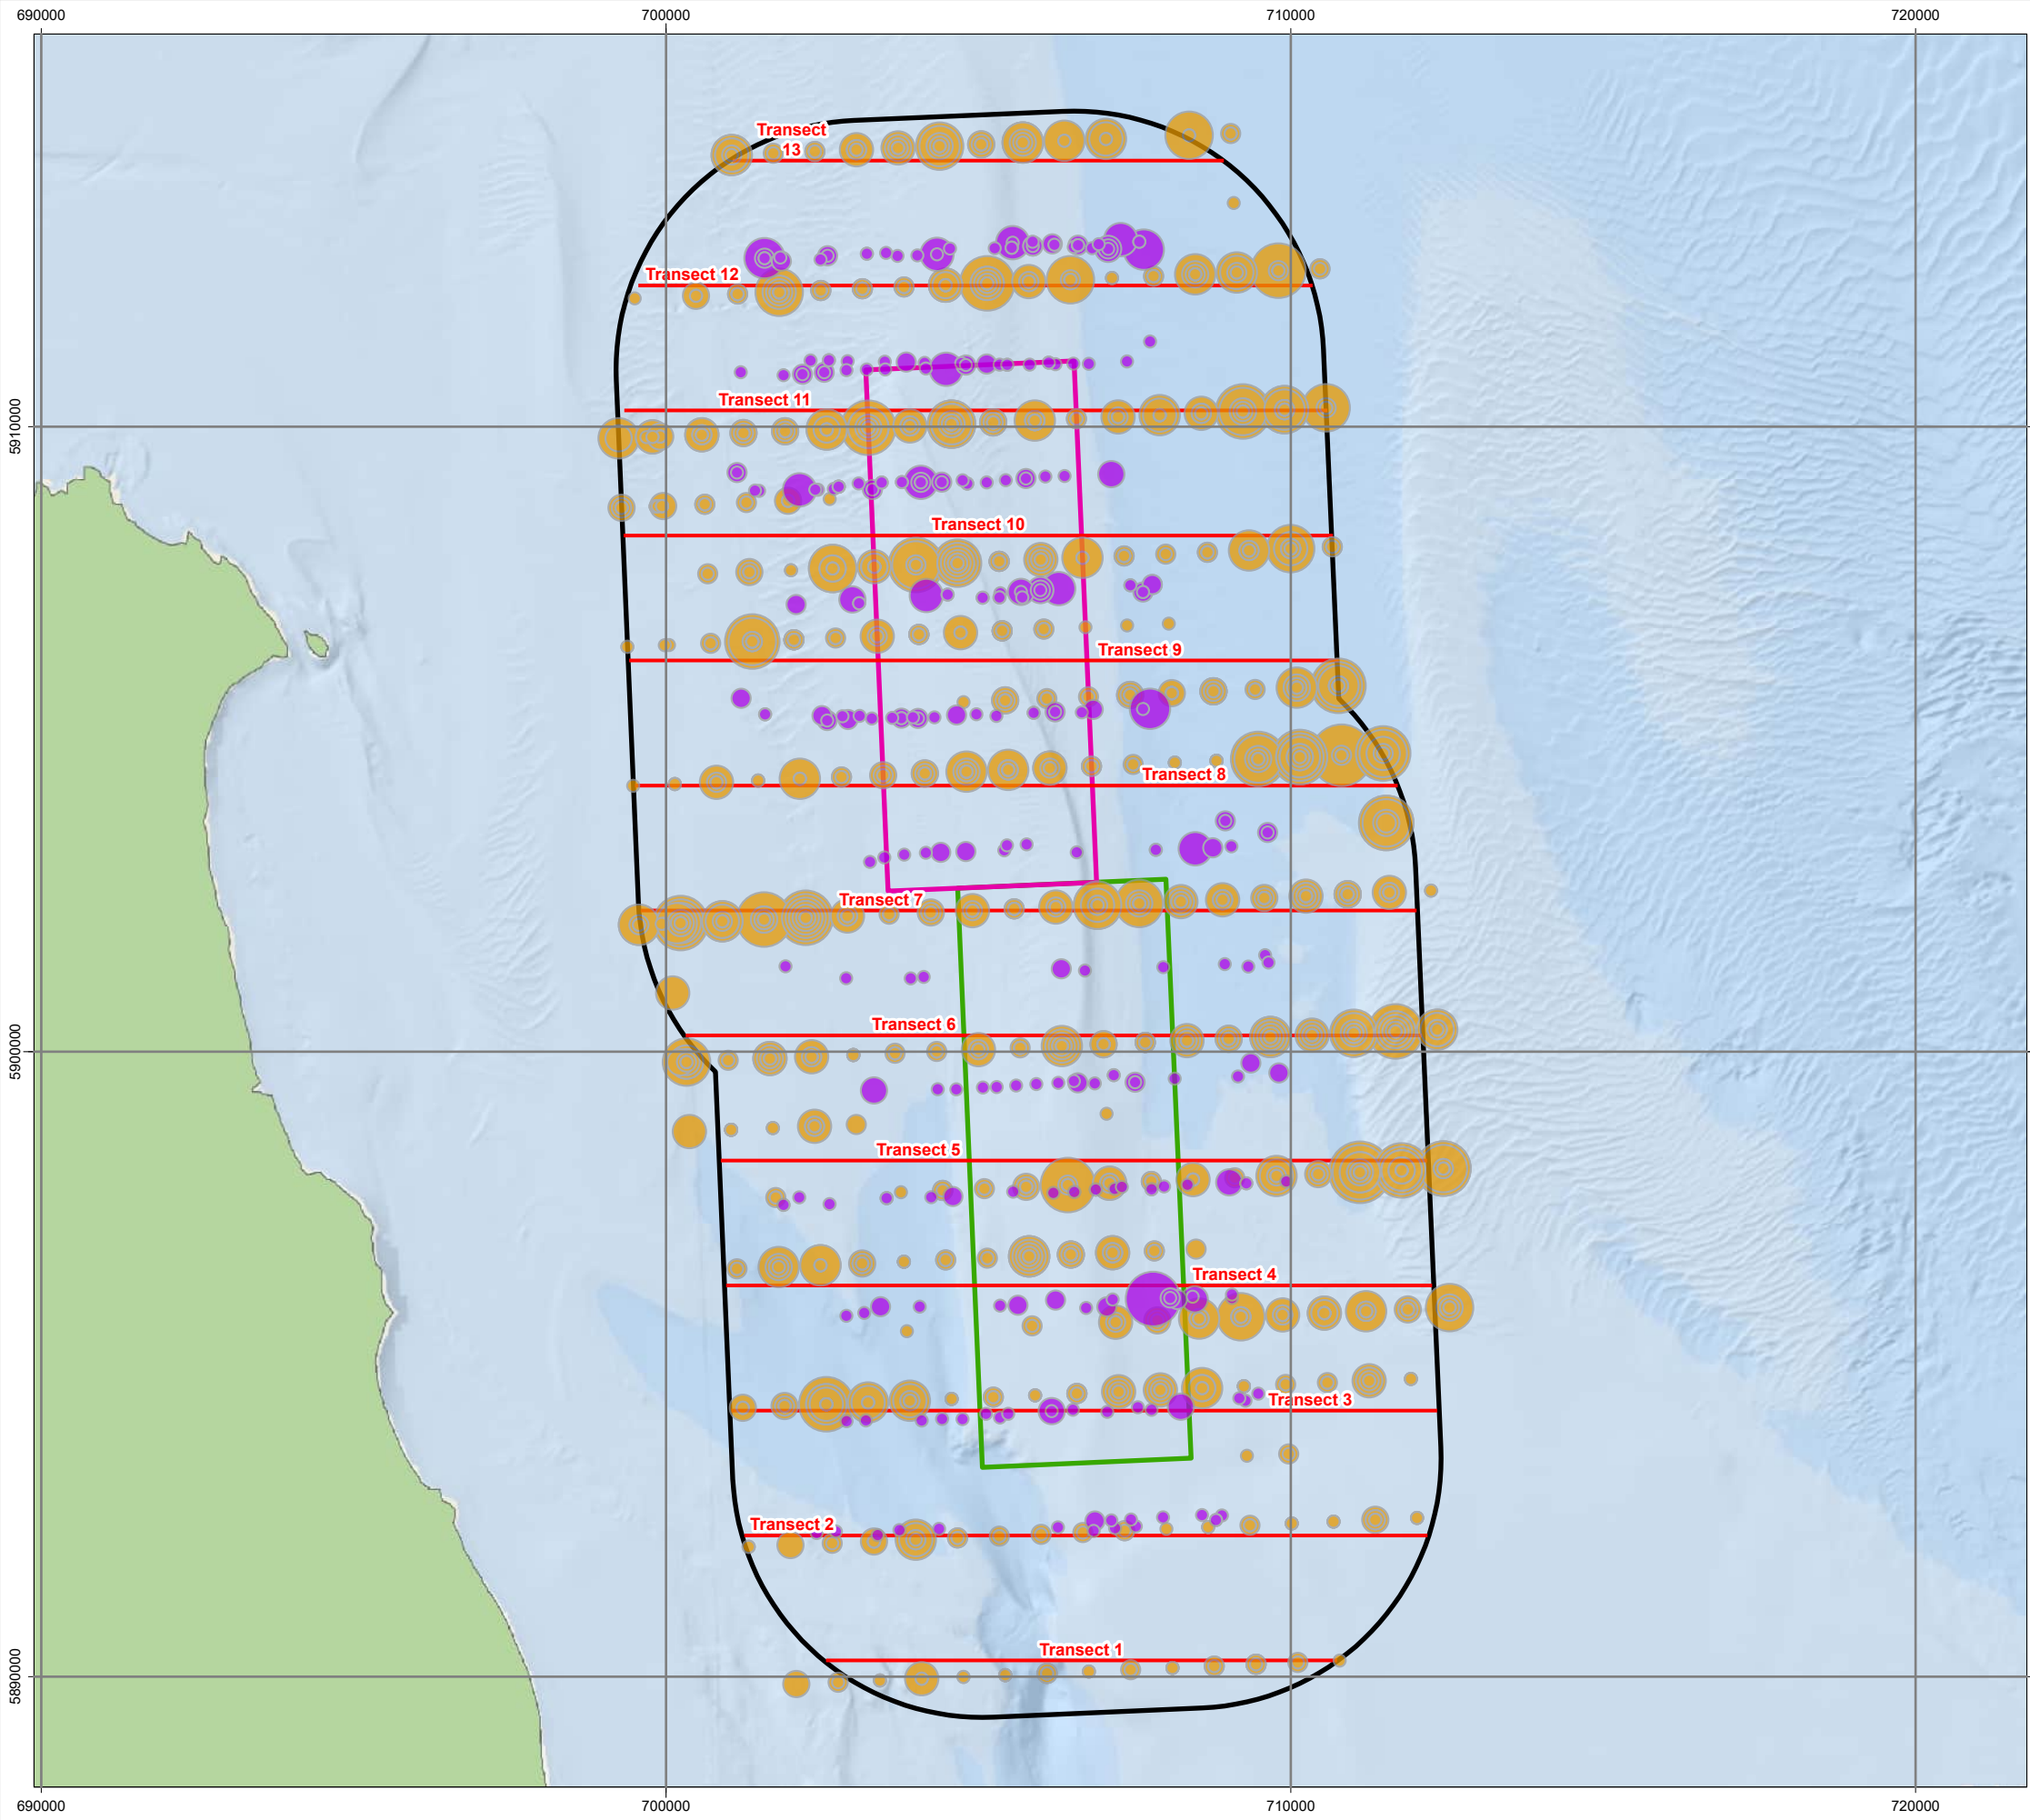 690000 700000 710000 720000
Transect
13
Transect 12
Transect 11
5910000
Transect 10
Transect 9
Transect 8
Transect 7
Transect 6
5900000
Transect 5
Transect 4
Transect 3
Transect 2
Transect 1
5890000
690000 700000 710000 720000